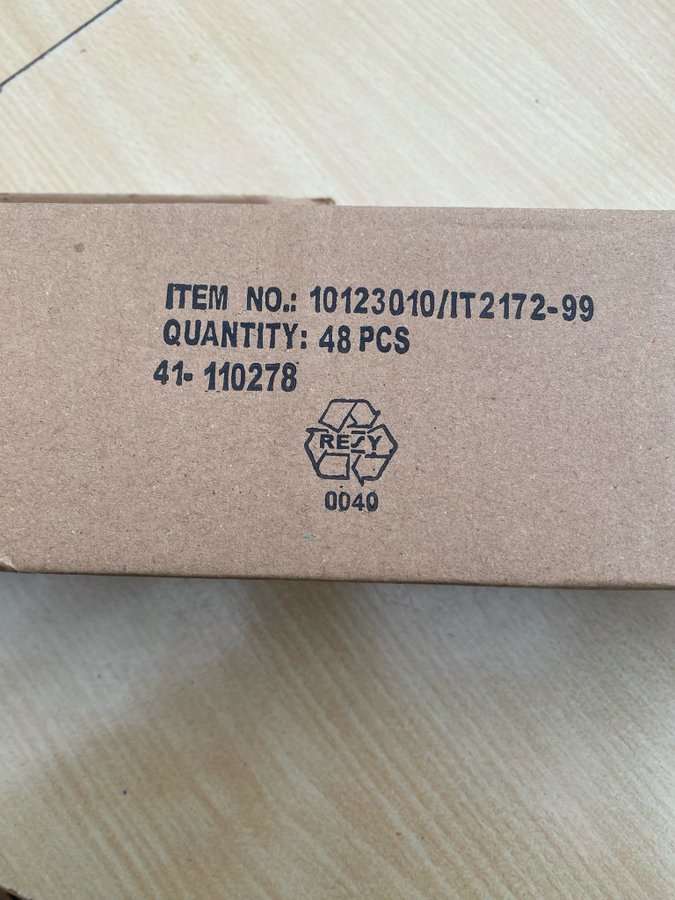 ITEM NO.: 10123010/IT2172-99
QUANTITY: 48 PCS
41-110278
RESY
0040